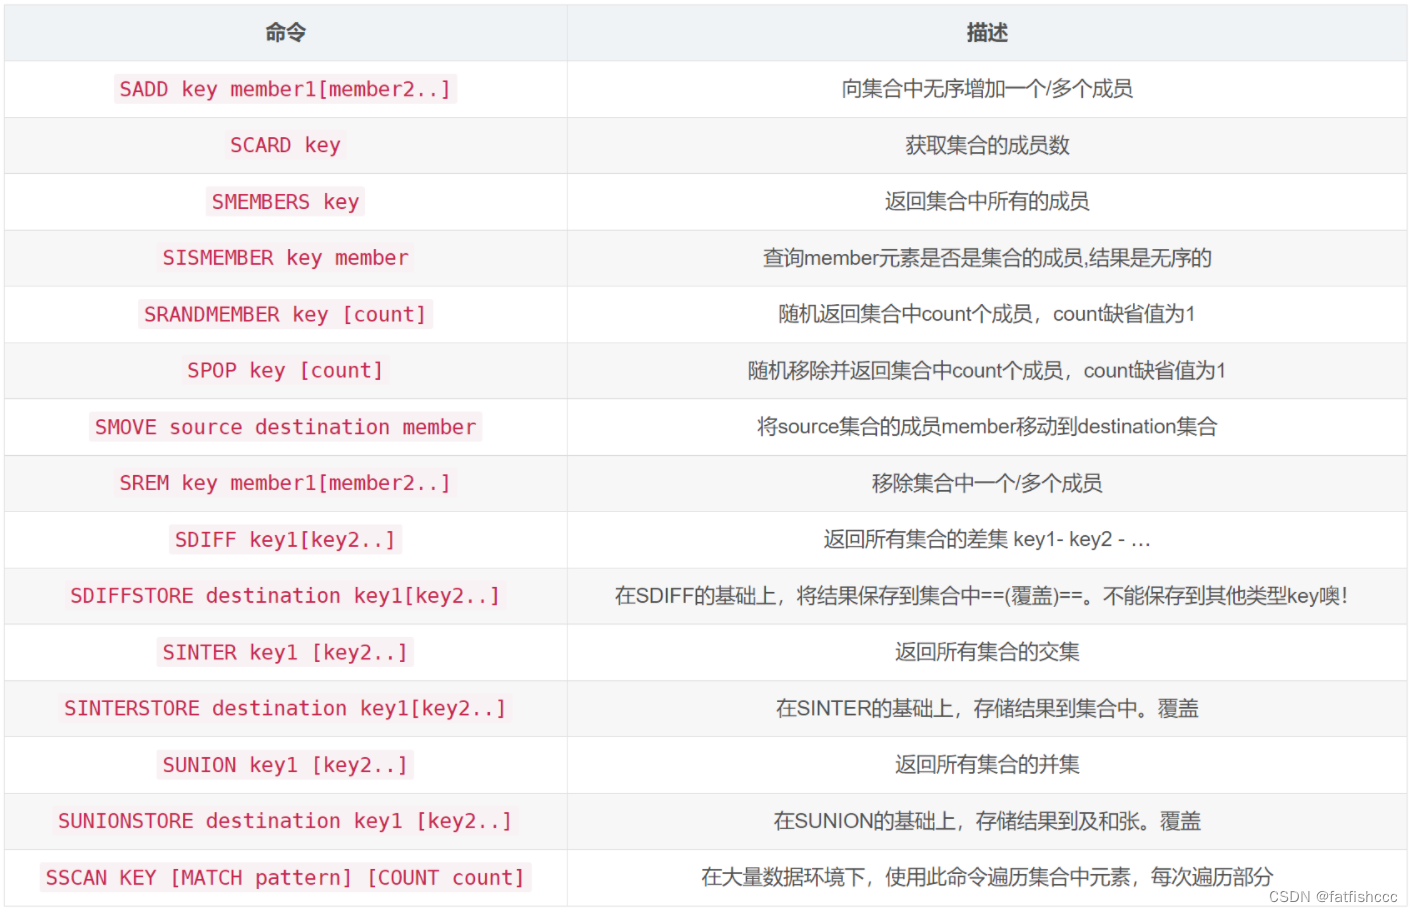 命令 描述
SADD key member1[member2..] 向集合中无序增加一个/多个成员
SCARD key 获取集合的成员数
SMEMBERS key 返回集合中所有的成员
SISMEMBER key member 查询member元素是否是集合的成员,结果是无序的
SRANDMEMBER key [count] 随机返回集合中count个成员，count缺省值为1
SPOP key [count] 随机移除并返回集合中count个成员，count缺省值为1
SMOVE source destination member 将source集合的成员member移动到destination集合
SREM key member1[member2..] 移除集合中一个/多个成员
SDIFF key1[key2..] 返回所有集合的差集 key1- key2 - …
SDIFFSTORE destination key1[key2..] 在SDIFF的基础上，将结果保存到集合中==(覆盖)==。不能保存到其他类型key噢！
SINTER key1 [key2..] 返回所有集合的交集
SINTERSTORE destination key1[key2..] 在SINTER的基础上，存储结果到集合中。覆盖
SUNION key1 [key2..] 返回所有集合的并集
SUNIONSTORE destination key1 [key2..] 在SUNION的基础上，存储结果到及和张。覆盖
SSCAN KEY [MATCH pattern] [COUNT count] 在大量数据环境下，使用此命令遍历集合中元素，每次遍历部分
CSDN @fatfishccc